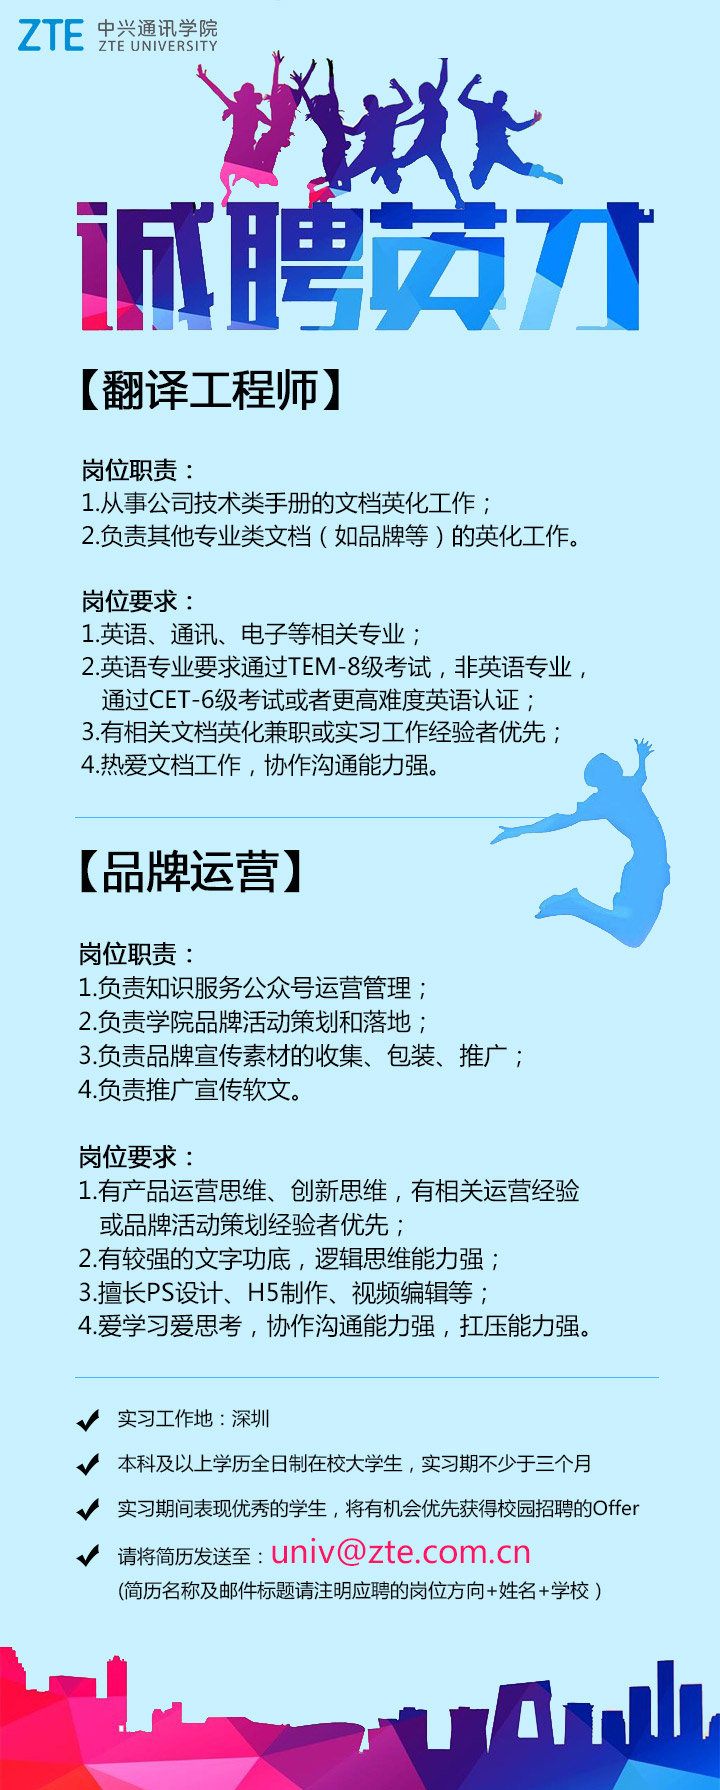 ZTE 中兴通讯学院
ZTE UNIVERSITY
诚聘英才
【翻译工程师】
岗位职责：
1.从事公司技术类手册的文档英化工作；
2.负责其他专业类文档（如品牌等）的英化工作。
岗位要求：
1.英语、通讯、电子等相关专业；
2.英语专业要求通过TEM-8级考试，非英语专业，
通过CET-6级考试或者更高难度英语认证；
3.有相关文档英化兼职或实习工作经验者优先；
4.热爱文档工作，协作沟通能力强。
【品牌运营】
岗位职责：
1.负责知识服务公众号运营管理；
2.负责学院品牌活动策划和落地；
3.负责品牌宣传素材的收集、包装、推广；
4.负责推广宣传软文。
岗位要求：
1.有产品运营思维、创新思维，有相关运营经验
或品牌活动策划经验者优先；
2.有较强的文字功底，逻辑思维能力强；
3.擅长PS设计、H5制作、视频编辑等；
4.爱学习爱思考，协作沟通能力强，扛压能力强。
实习工作地：深圳
本科及以上学历全日制在校大学生，实习期不少于三个月
实习期间表现优秀的学生，将有机会优先获得校园招聘的Offer
请将简历发送至：univ@zte.com.cn
(简历名称及邮件标题请注明应聘的岗位方向+姓名+学校）